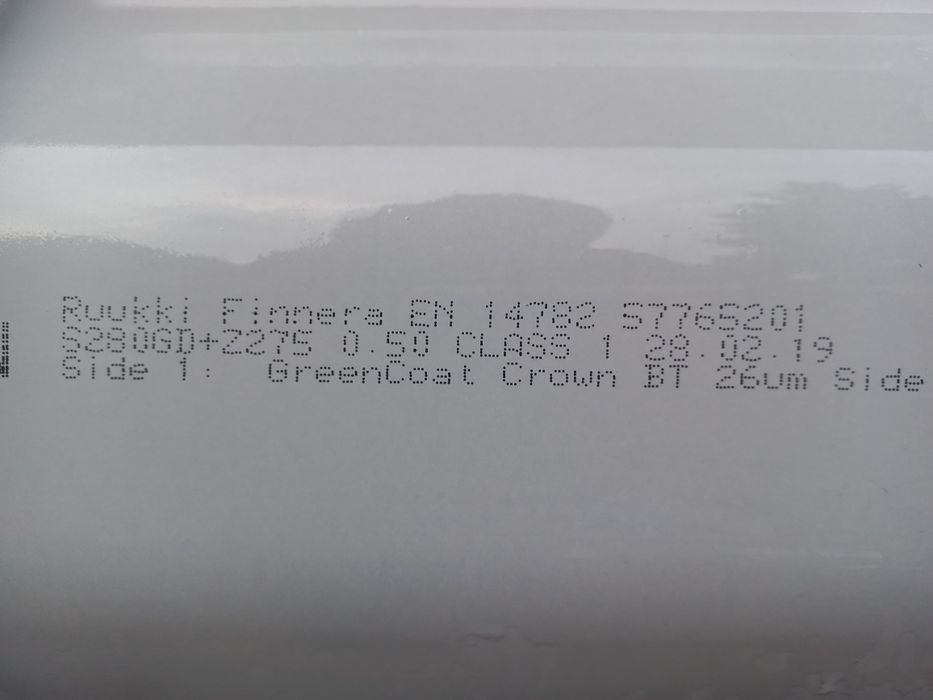 Ruukki Finnera EN 14782 S7765201
S280GD+Z275 0.50 CLASS 1 28.02.19
Side 1: GreenCoat Crown BT 26um Side